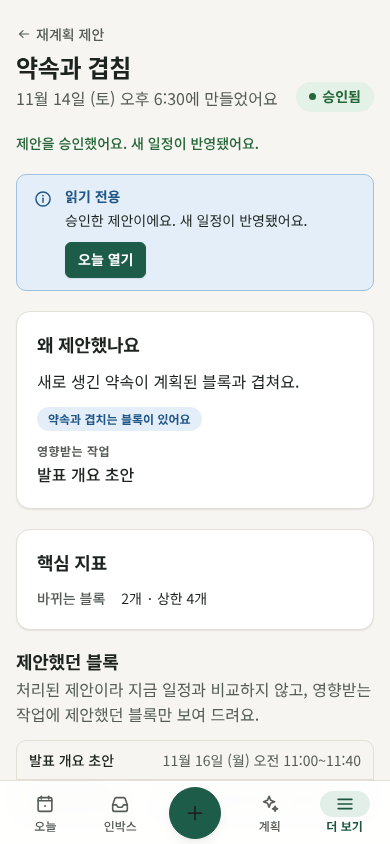 재계획 제안
약속과 겹침
11월 14일 (토) 오후 6:30에 만들었어요
승인됨
제안을 승인했어요. 새 일정이 반영됐어요.
읽기 전용
승인한 제안이에요. 새 일정이 반영됐어요.
오늘 열기
왜 제안했나요
새로 생긴 약속이 계획된 블록과 겹쳐요.
약속과 겹치는 블록이 있어요
영향받는 작업
발표 개요 초안
핵심 지표
바뀌는 블록 2개 · 상한 4개
제안했던 블록
처리된 제안이라 지금 일정과 비교하지 않고, 영향받는
작업에 제안했던 블록만 보여 드려요.
발표 개요 초안 11월 16일 (월) 오전 11:00~11:40
오늘 인박스 계획 더 보기